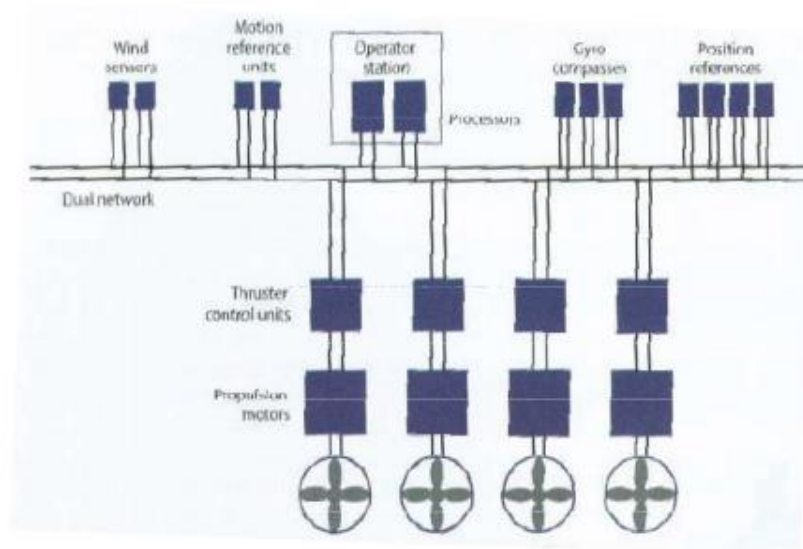 Wind
sensors
Motion
reference
units
Operator
station
Processors
Gyro
compasses
Position
references
Dual network
Thruster
control units
Propulsion
motors